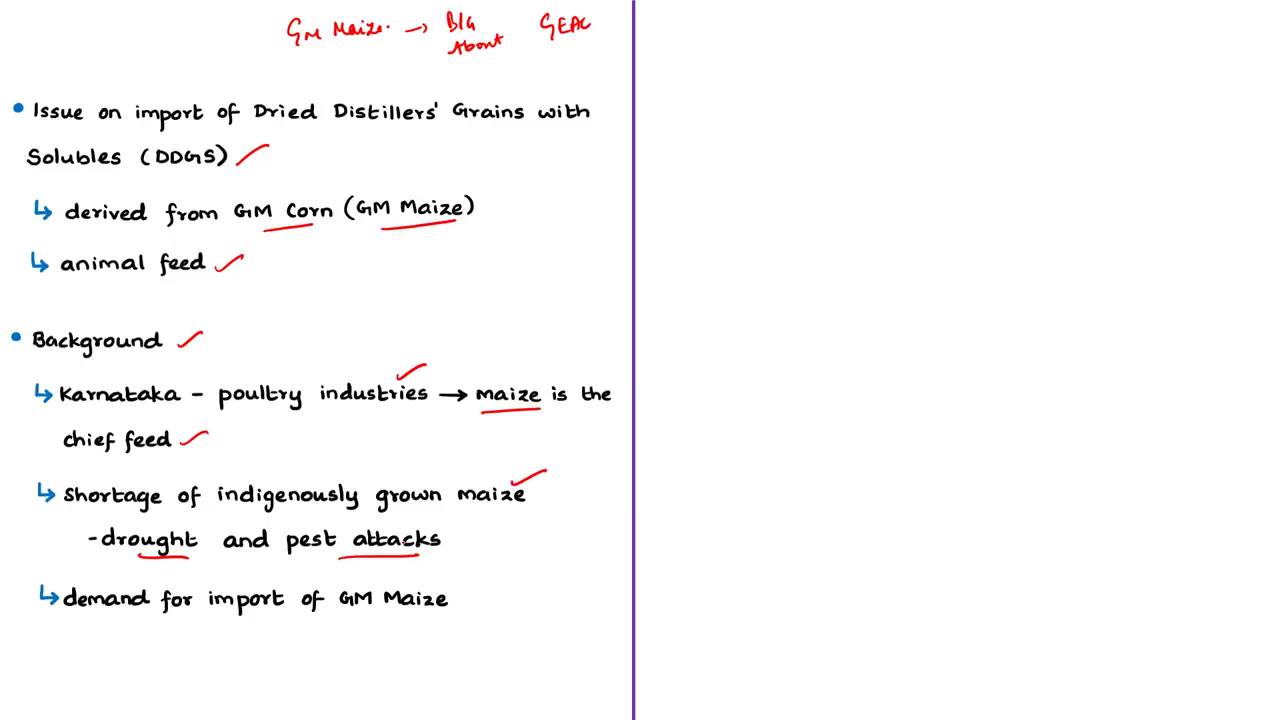 GM Maize. → B/G GEAC
About
• Issue on import of Dried Distillers' Grains with
Solubles (DDGS)
↳ derived from GM Corn (GM Maize)
↳ animal feed
• Background
↳ Karnataka - poultry industries → maize is the
chief feed
↳ Shortage of indigenously grown maize
- drought and pest attacks
↳ demand for import of GM Maize